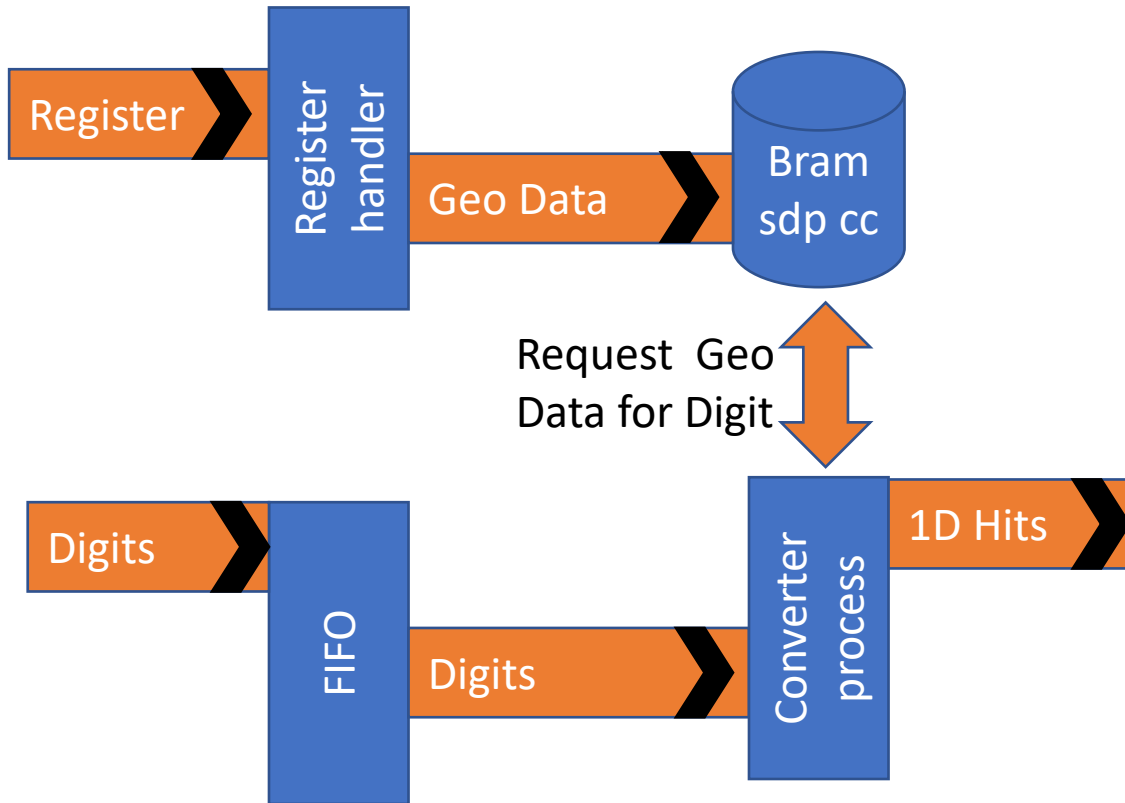 Register
Register
handler
Geo Data
Bram
sdp cc
Request Geo
Data for Digit
Digits
FIFO
Digits
Converter
process
1D Hits